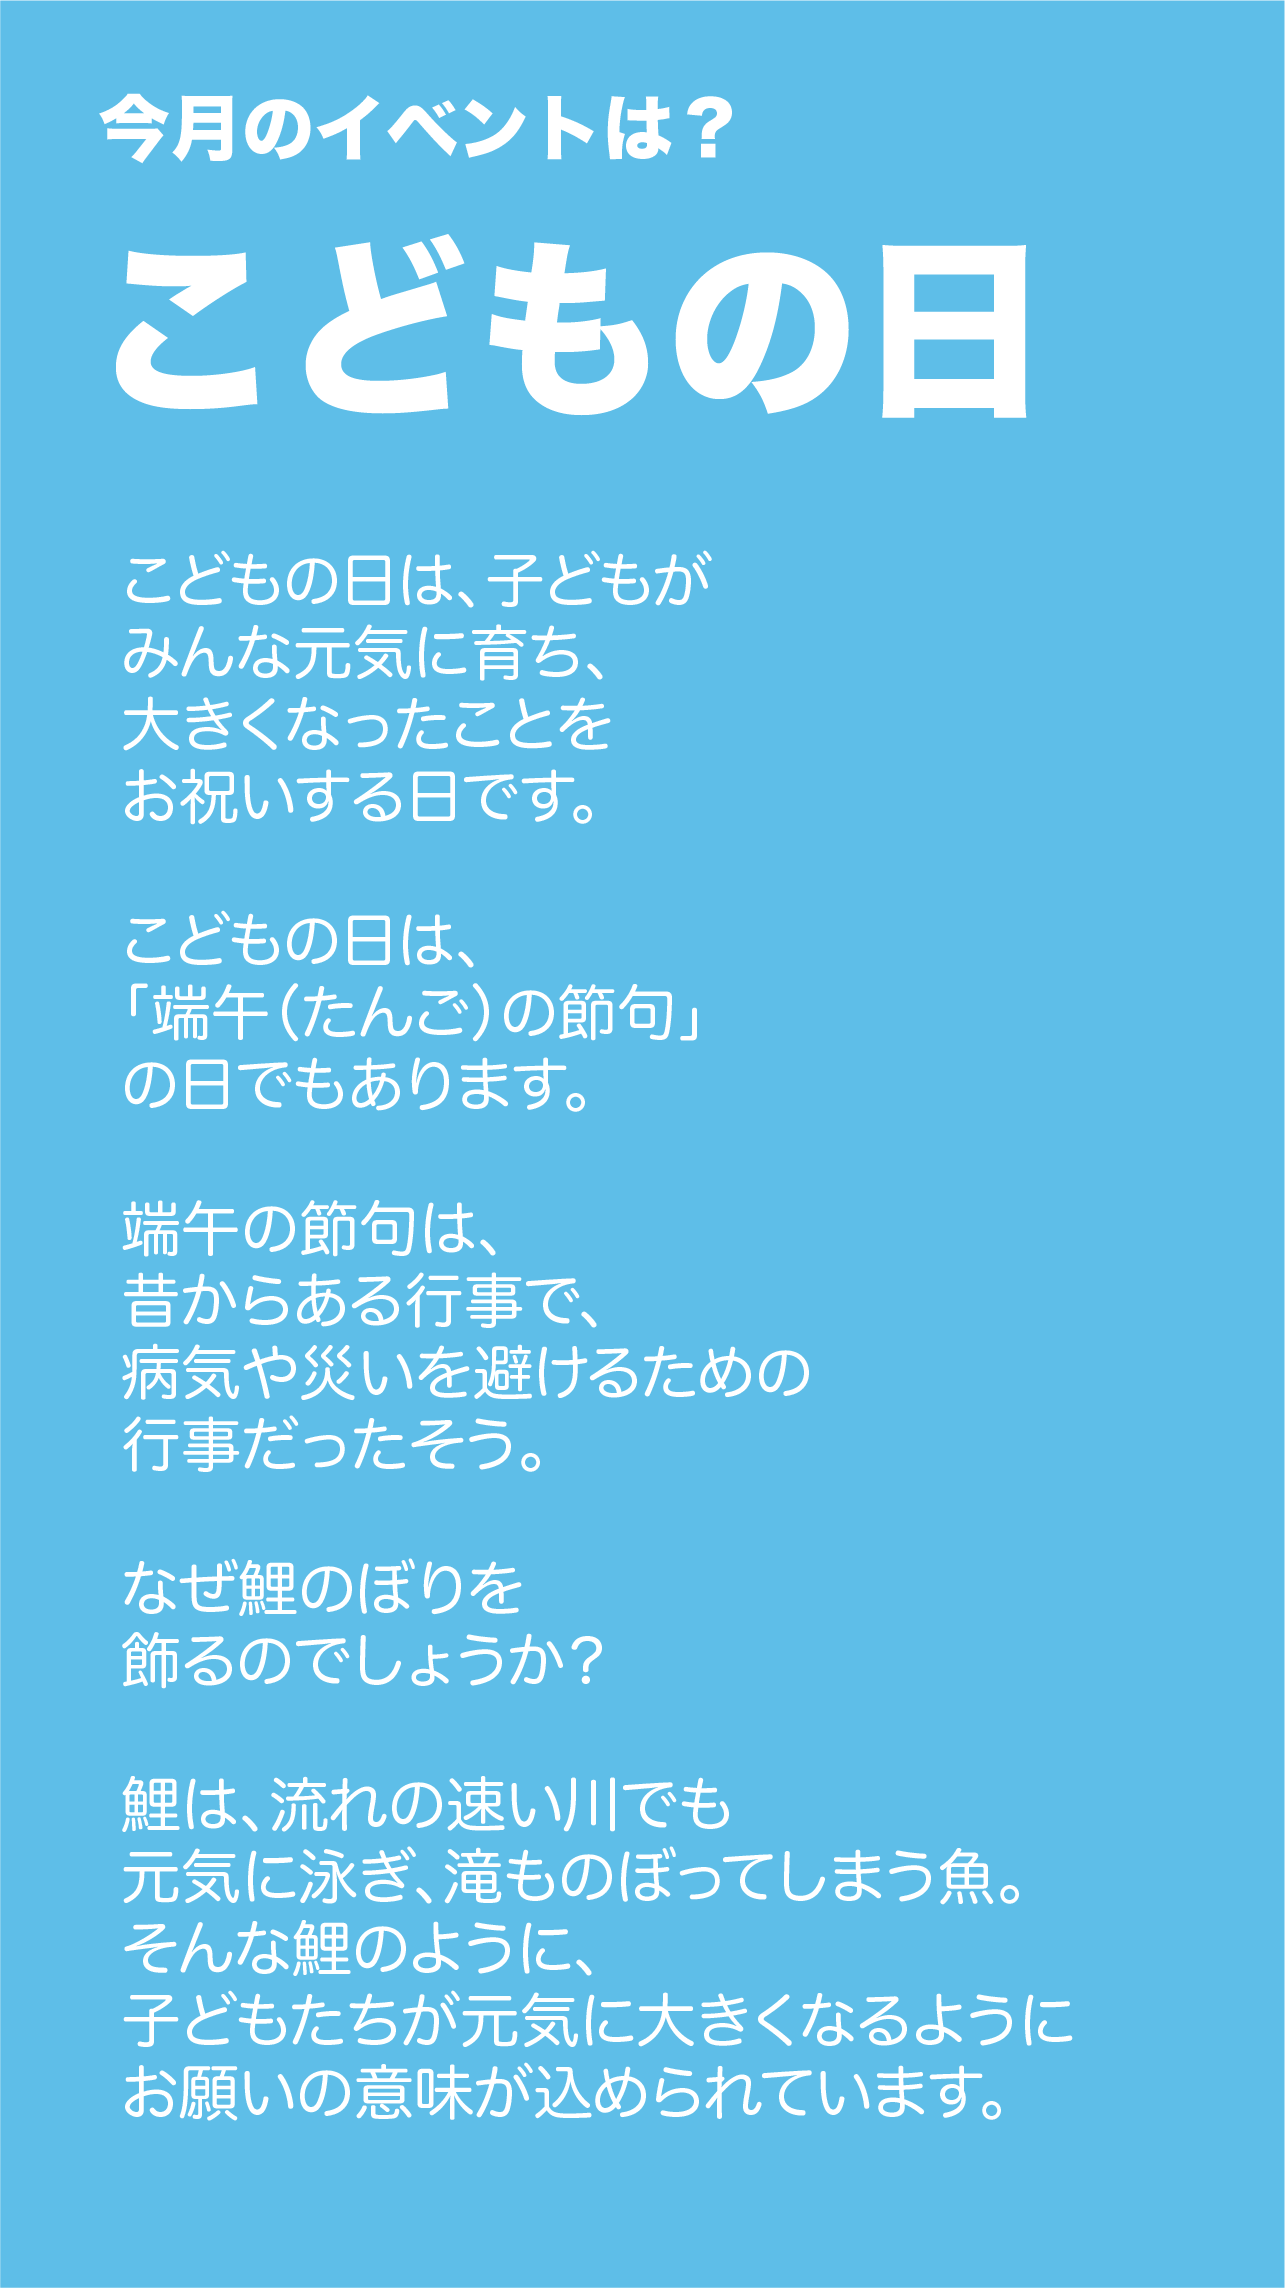 今月のイベントは？
こどもの日
こどもの日は、子どもが
みんな元気に育ち、
大きくなったことを
お祝いする日です。
こどもの日は、
「端午（たんご）の節句」
の日でもあります。
端午の節句は、
昔からある行事で、
病気や災いを避けるための
行事だったそう。
なぜ鯉のぼりを
飾るのでしょうか？
鯉は、流れの速い川でも
元気に泳ぎ、滝ものぼってしまう魚。
そんな鯉のように、
子どもたちが元気に大きくなるように
お願いの意味が込められています。